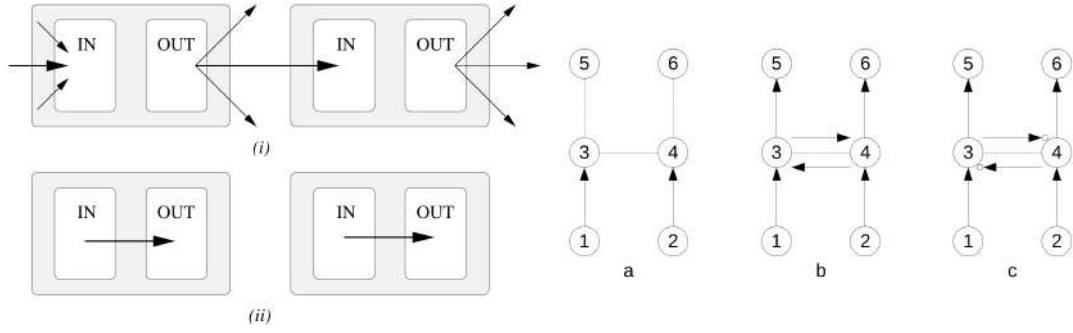 IN OUT IN OUT
(i)
IN OUT IN OUT
(ii)
5 6 5 6 5 6
3 4 3 4 3 4
1 2 1 2 1 2
a b c